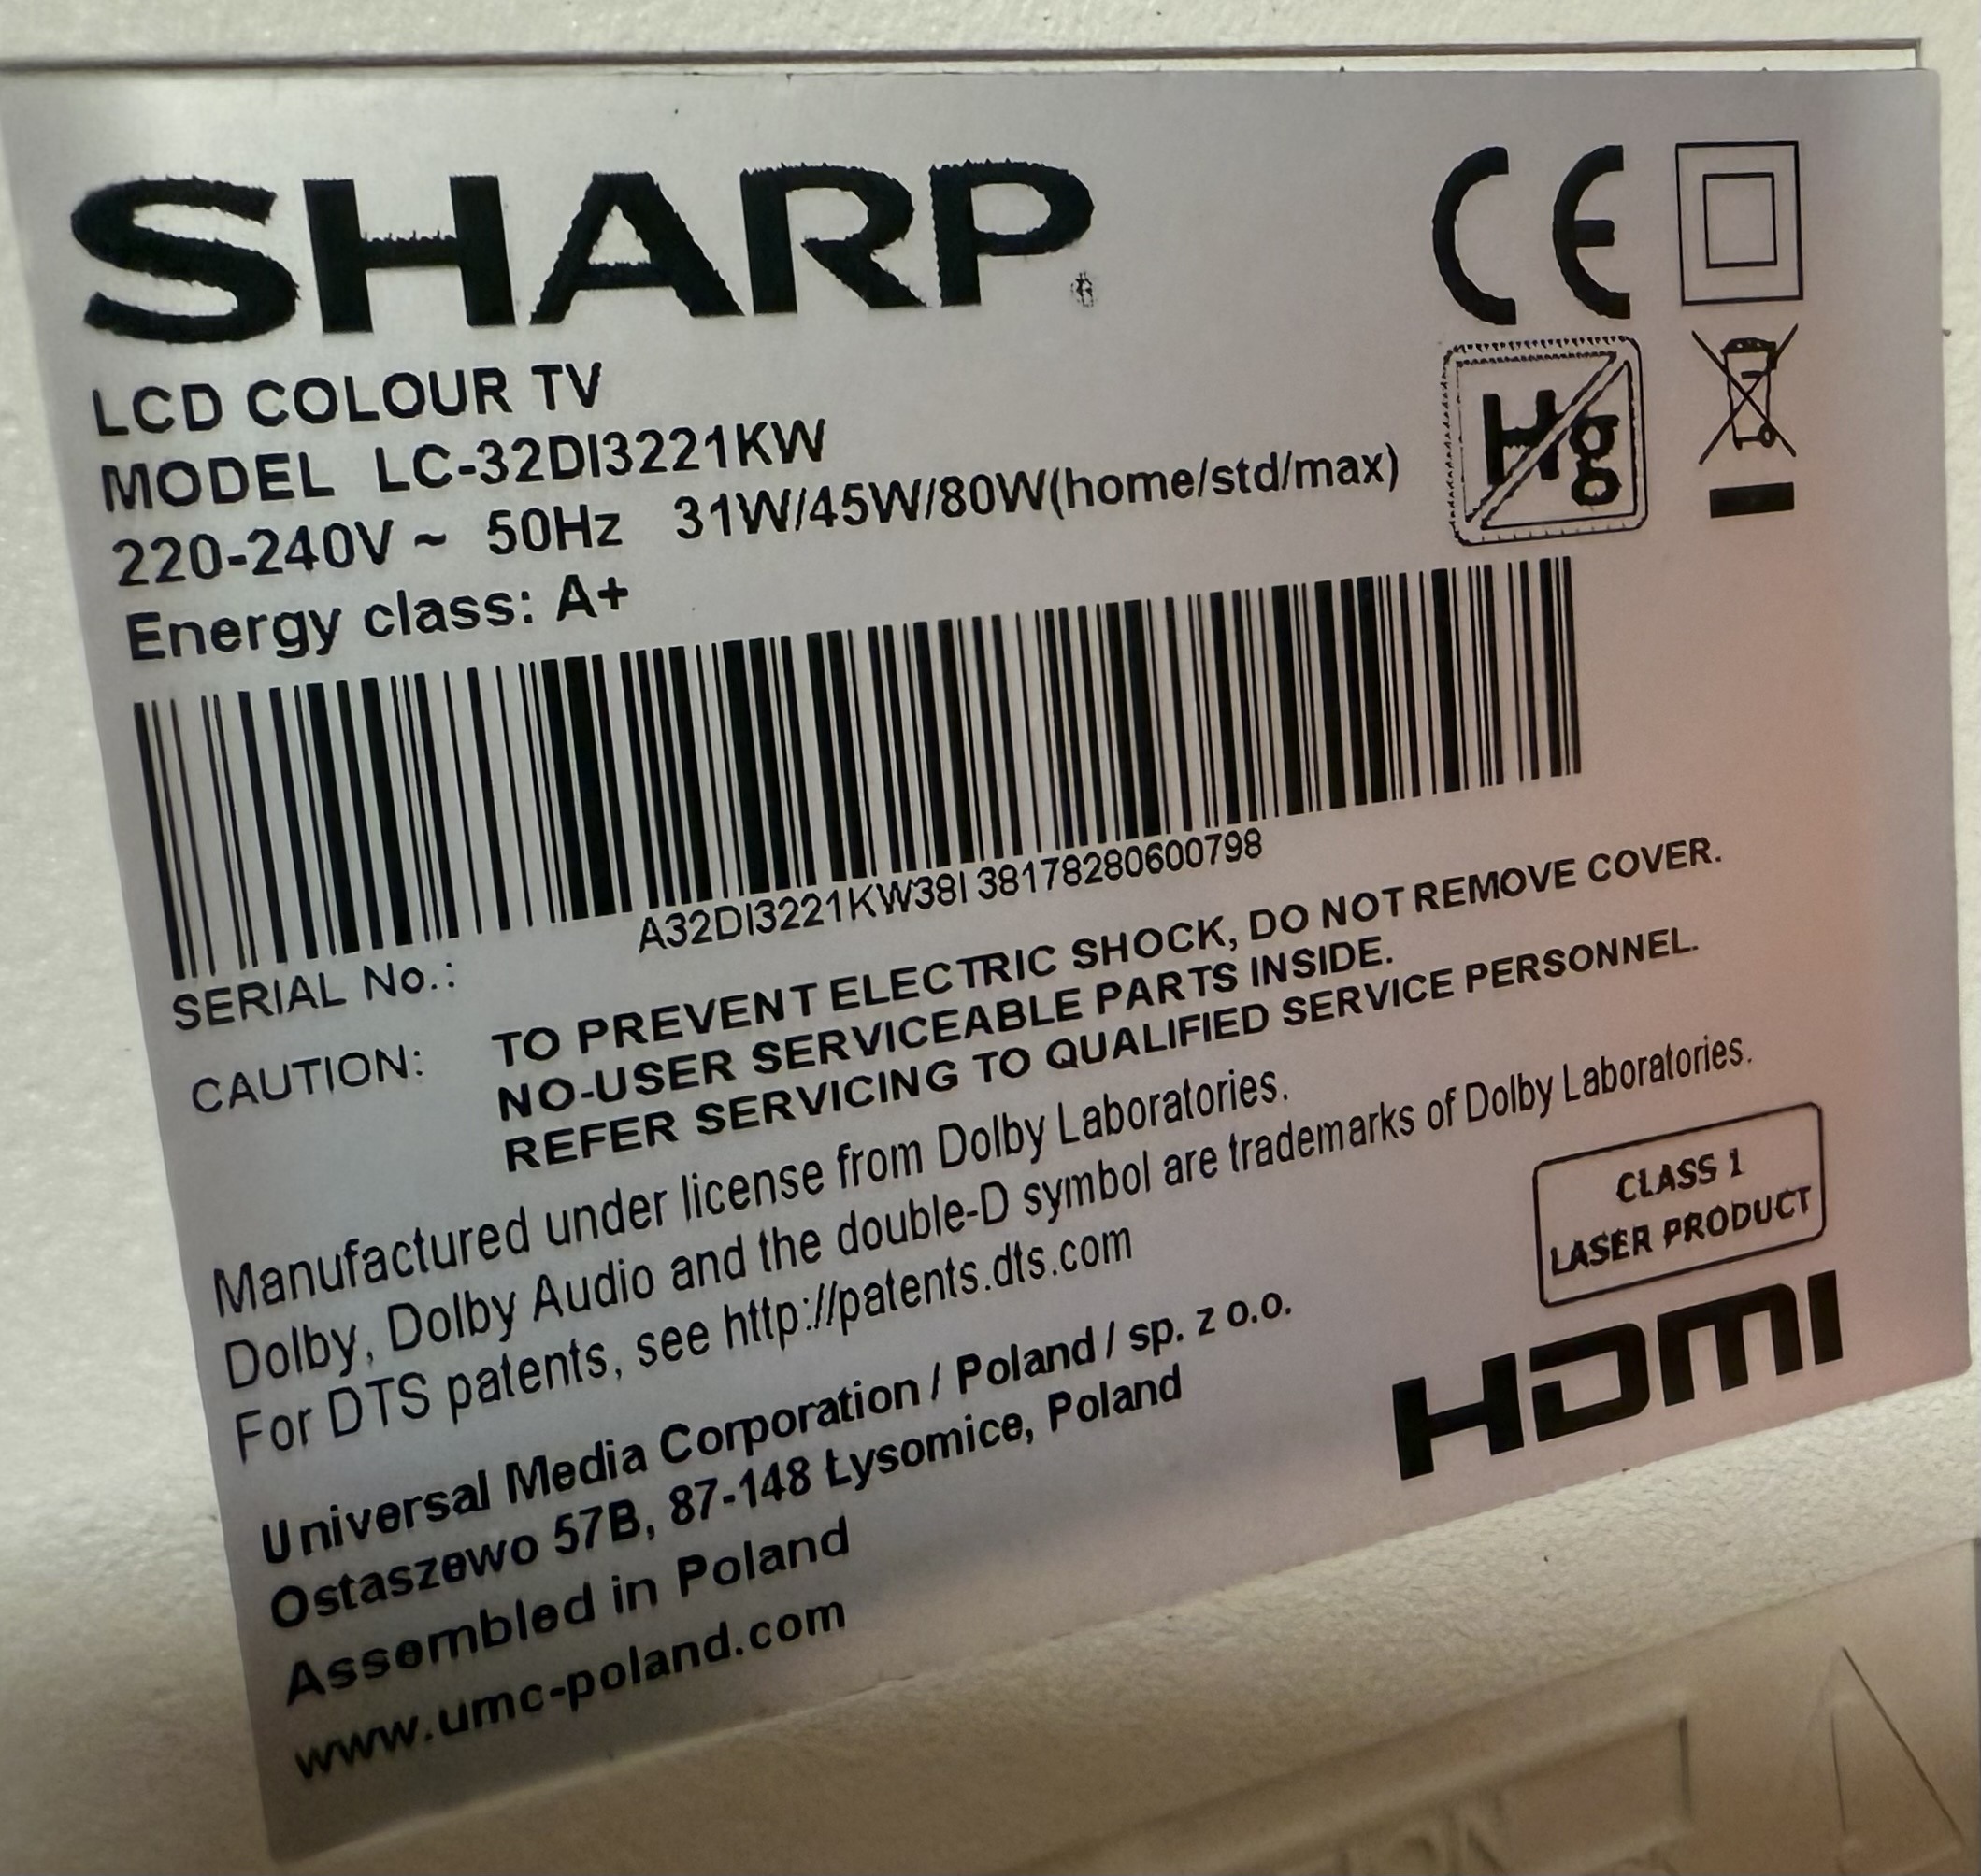 SHARP®
LCD COLOUR TV
MODEL LC-32DI3221KW
220-240V ~ 50Hz 31W/45W/80W(home/std/max)
Energy class: A+
CE
Hg
A32DI3221KW38I 38178280600798
SERIAL No.:
CAUTION: TO PREVENT ELECTRIC SHOCK, DO NOT REMOVE COVER.
NO-USER SERVICEABLE PARTS INSIDE.
REFER SERVICING TO QUALIFIED SERVICE PERSONNEL.
Manufactured under license from Dolby Laboratories.
Dolby, Dolby Audio and the double-D symbol are trademarks of Dolby Laboratories.
For DTS patents, see http://patents.dts.com
CLASS 1
LASER PRODUCT
Universal Media Corporation / Poland / sp. z o.o.
Ostaszewo 57B, 87-148 Łysomice, Poland
Assembled in Poland
www.umc-poland.com
HDMI